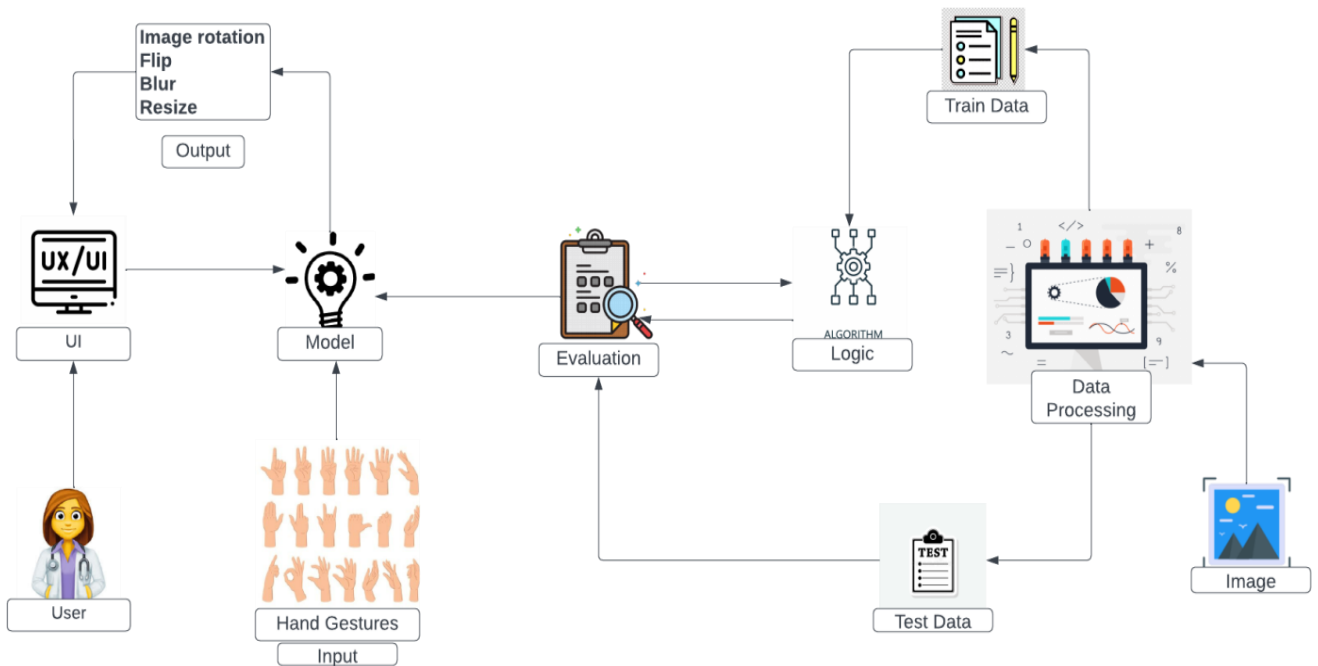 Image rotation
Flip
Blur
Resize
Output
Train Data
UX/UI
UI
Model
Evaluation
ALGORITHM
Logic
1
</>
8
3
9
Data
Processing
Hand Gestures
Input
User
TEST
Test Data
Image